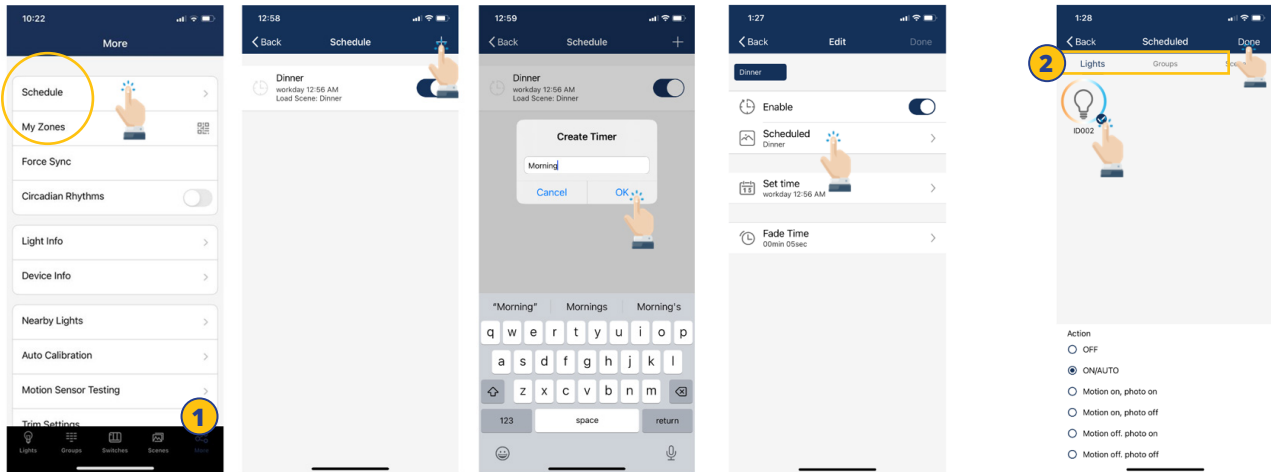 10:22
More
Schedule
My Zones
Force Sync
Circadian Rhythms
Light Info
Device Info
Nearby Lights
Auto Calibration
Motion Sensor Testing
Trim Settings
1
Lights Groups Switches Scenes More
12:58
Back Schedule
Dinner
workday 12:56 AM
Load Scene: Dinner
12:59
Back Schedule +
Dinner
workday 12:56 AM
Load Scene: Dinner
Create Timer
Morning
Cancel OK
"Morning" Mornings Morning's
q w e r t y u i o p
a s d f g h j k l
z x c v b n m
123 space return
1:27
Back Edit Done
Dinner
Enable
Scheduled
Dinner
Set time
workday 12:56 AM
Fade Time
00min 05sec
1:28
Back Scheduled Done
2
Lights Groups
ID002
Action
OFF
ON/AUTO
Motion on, photo on
Motion on, photo off
Motion off. photo on
Motion off. photo off